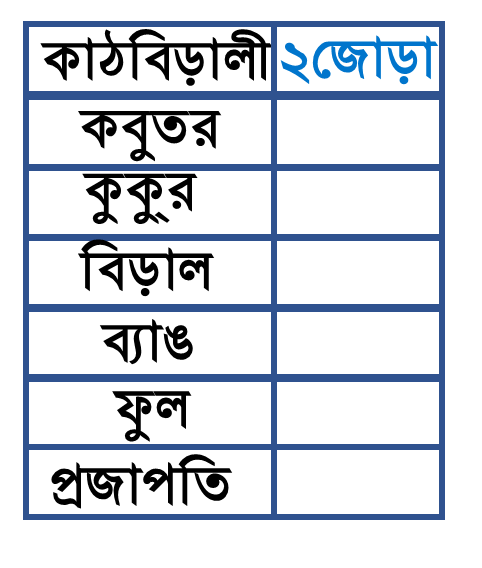 কাঠবিড়ালী ২জোড়া
কবুতর
কুকুর
বিড়াল
ব্যাঙ
ফুল
প্রজাপতি